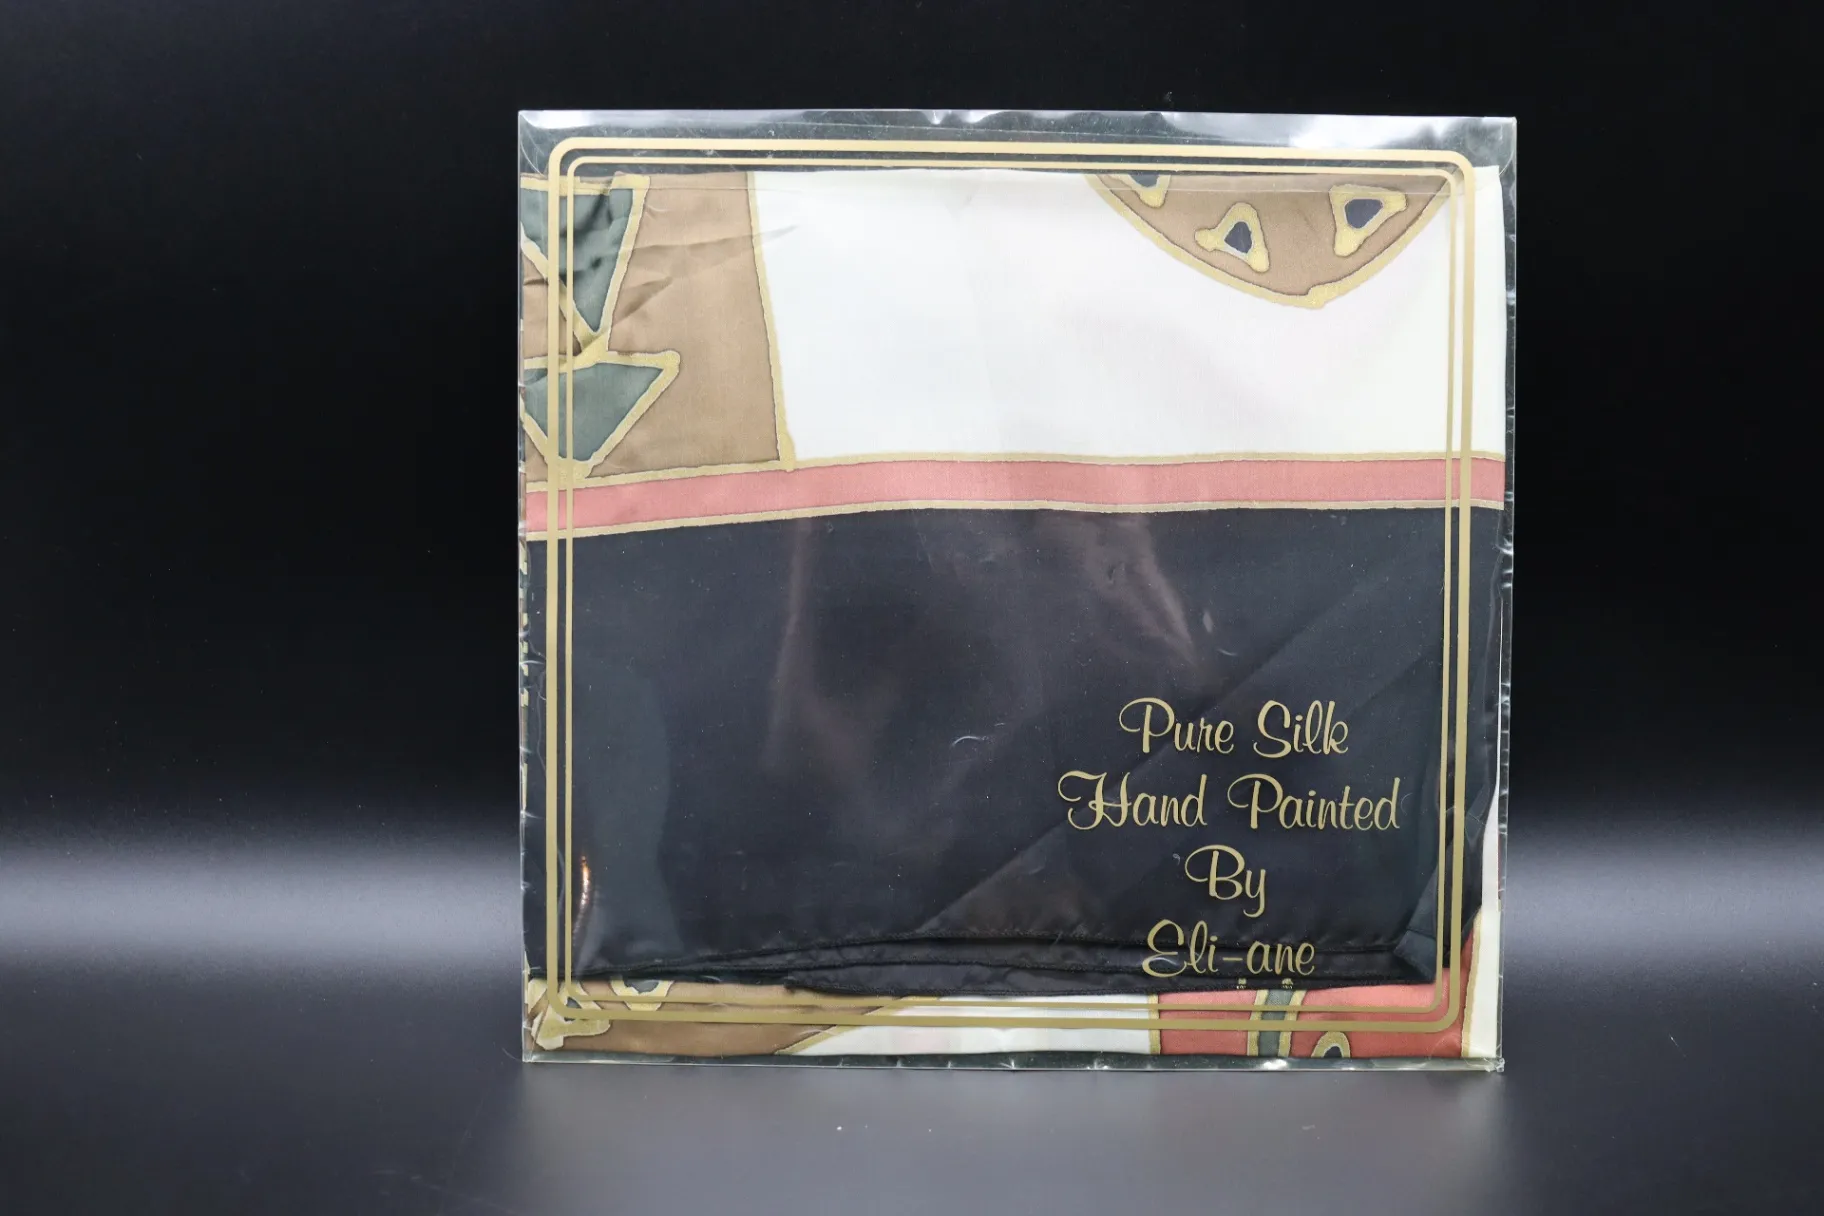 Pure Silk
Hand Painted
By
Eli-ane